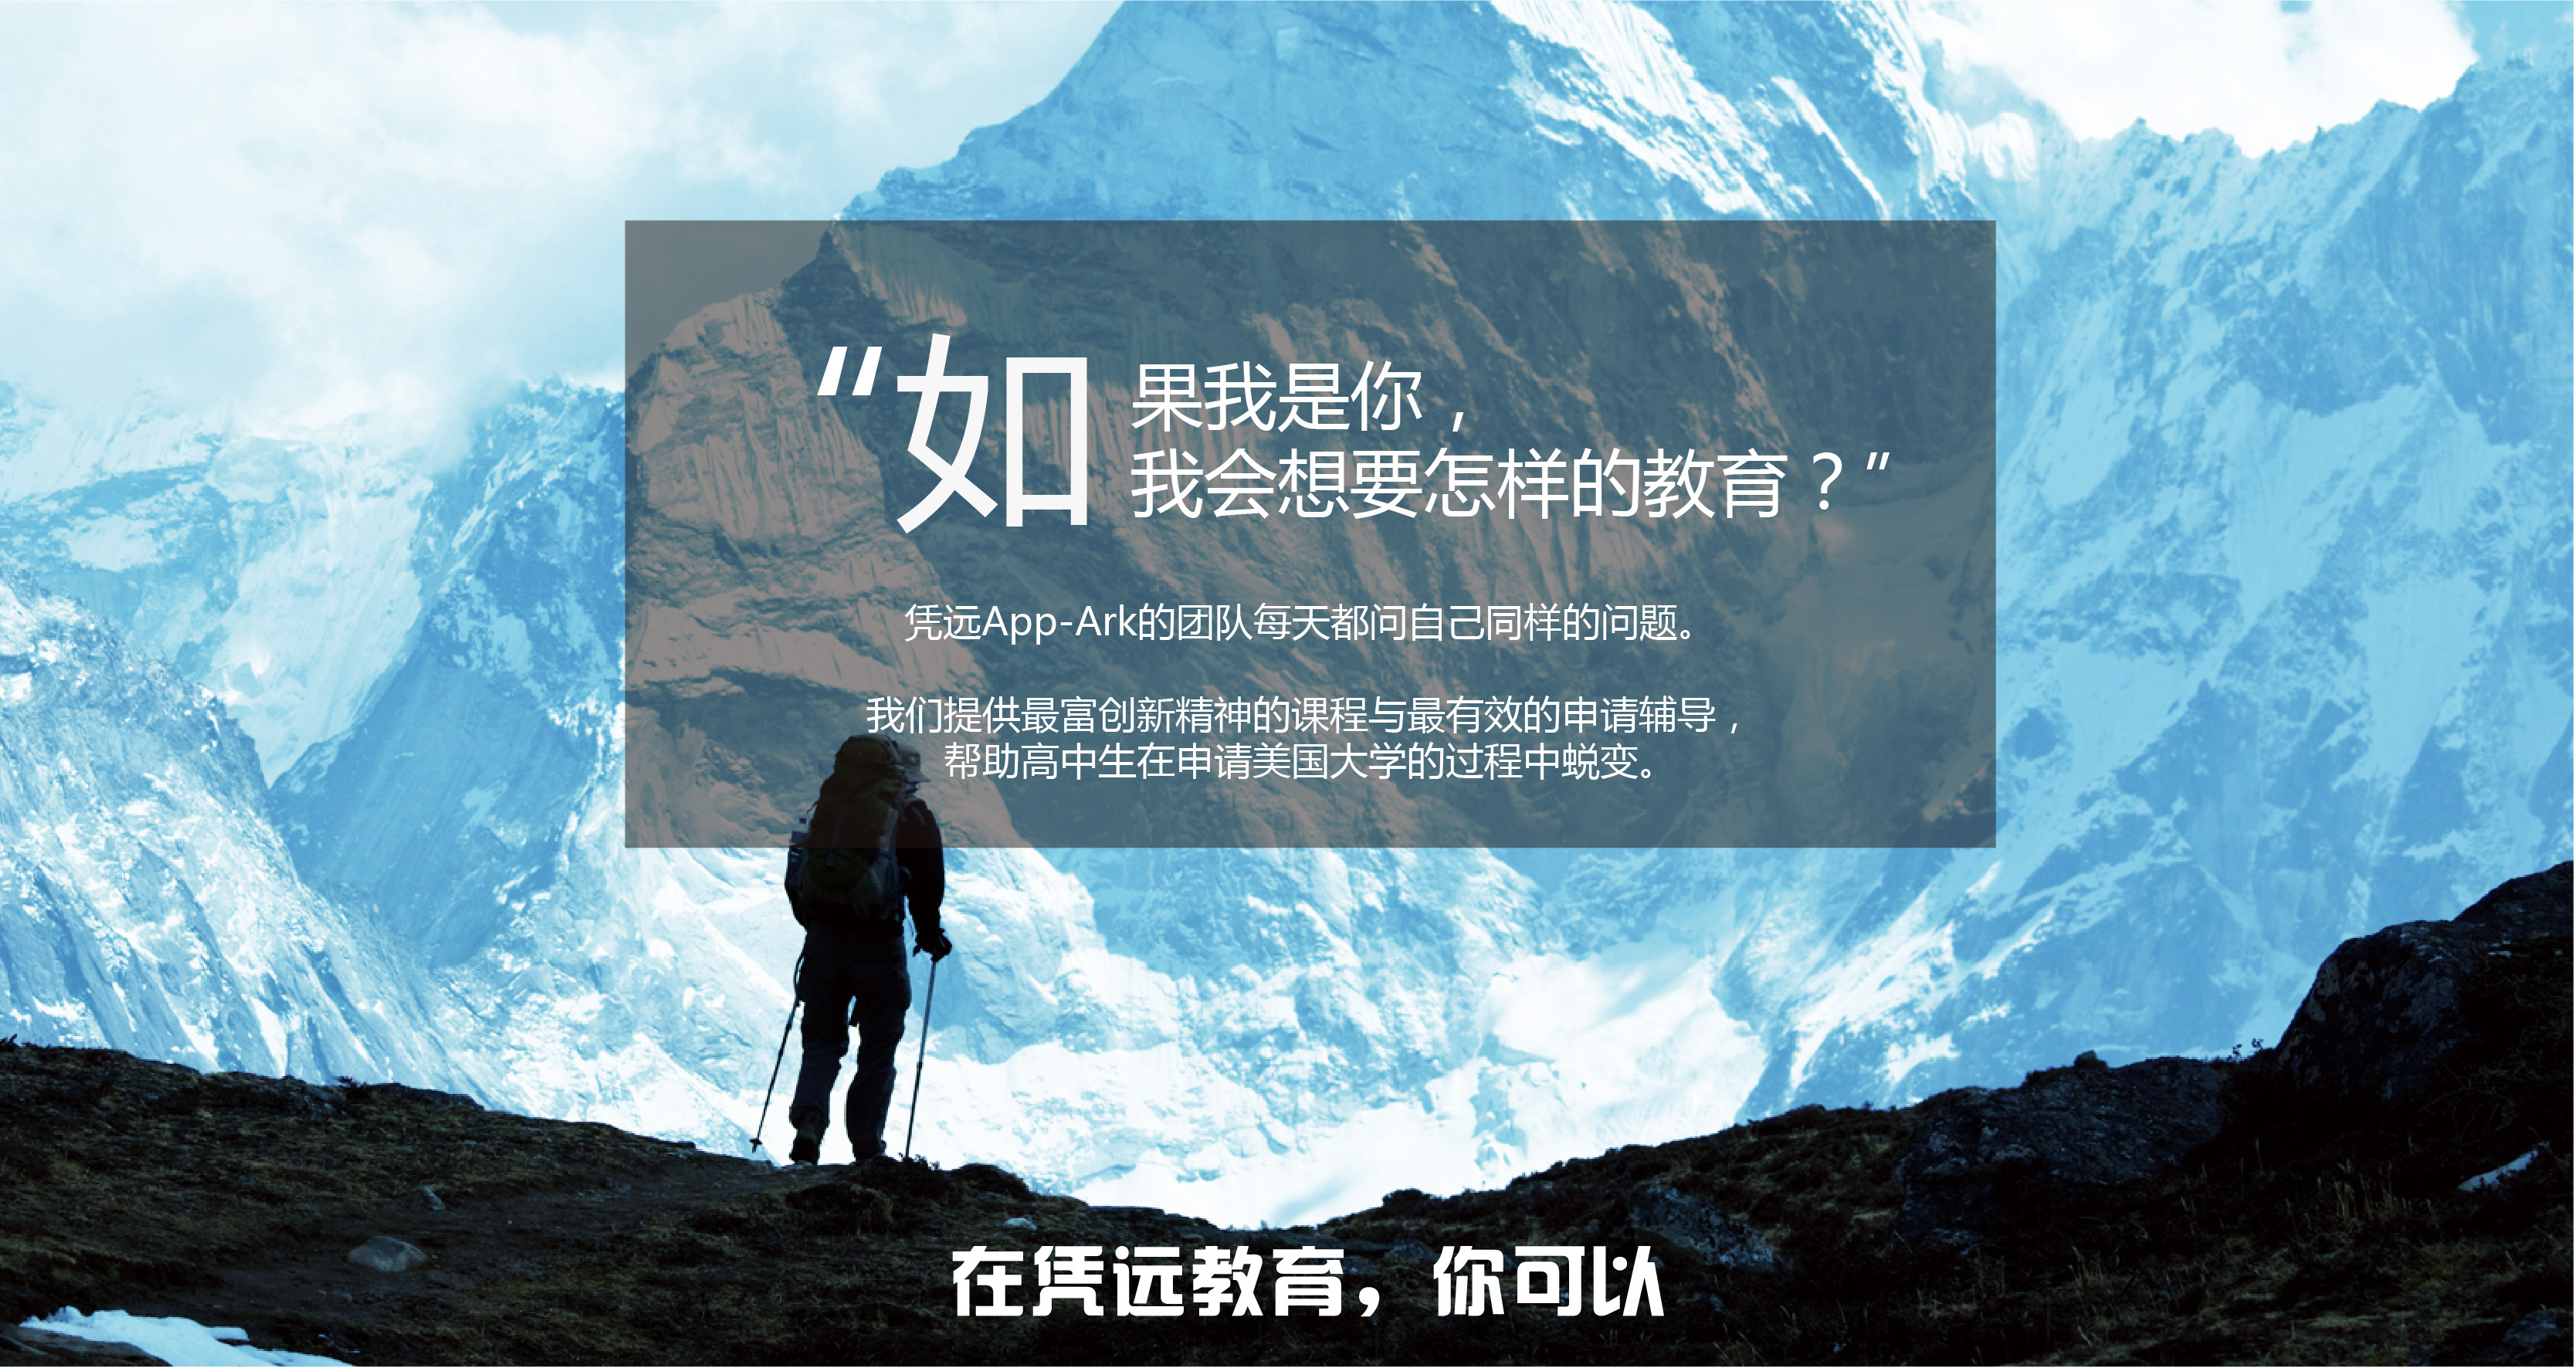 “如果我是你，
我会想要怎样的教育？”
凭远App-Ark的团队每天都问自己同样的问题。
我们提供最富创新精神的课程与最有效的申请辅导，
帮助高中生在申请美国大学的过程中蜕变。
在凭远教育，你可以